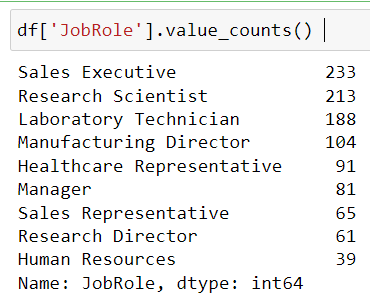 df['JobRole'].value_counts()
Sales Executive 233
Research Scientist 213
Laboratory Technician 188
Manufacturing Director 104
Healthcare Representative 91
Manager 81
Sales Representative 65
Research Director 61
Human Resources 39
Name: JobRole, dtype: int64